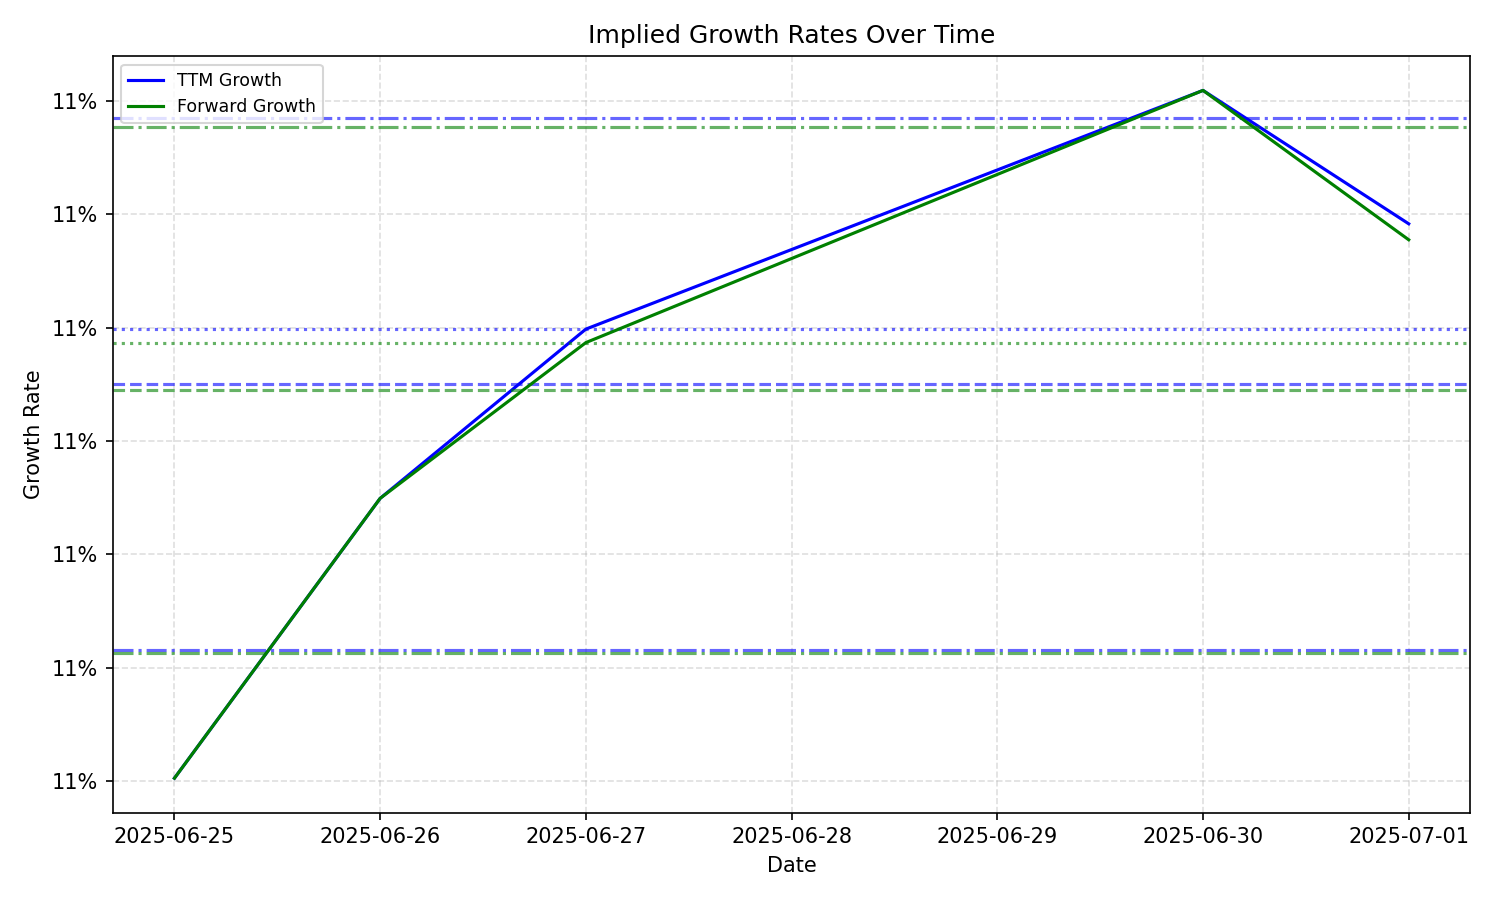 Implied Growth Rates Over Time
TTM Growth
Forward Growth
11%
11%
11%
11%
11%
11%
11%
Growth Rate
2025-06-25
2025-06-26
2025-06-27
2025-06-28
2025-06-29
2025-06-30
2025-07-01
Date